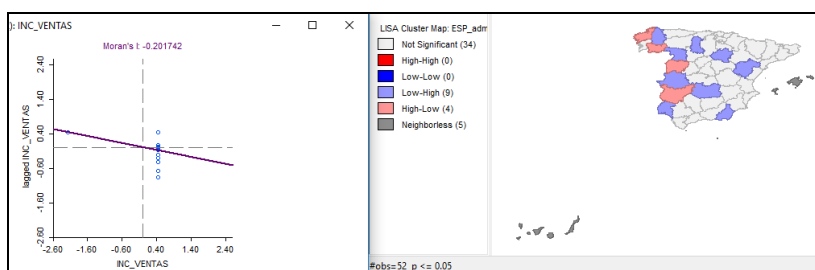 ): INC_VENTAS
Moran's I: -0.201742
2.40
1.40
0.40
-0.60
-1.60
-2.60
lagged INC_VENTAS
-2.60
-1.60
-0.60
0.40
1.40
2.40
INC_VENTAS
LISA Cluster Map: ESP_adm
Not Significant (34)
High-High (0)
Low-Low (0)
Low-High (9)
High-Low (4)
Neighborless (5)
#obs=52 p <= 0.05